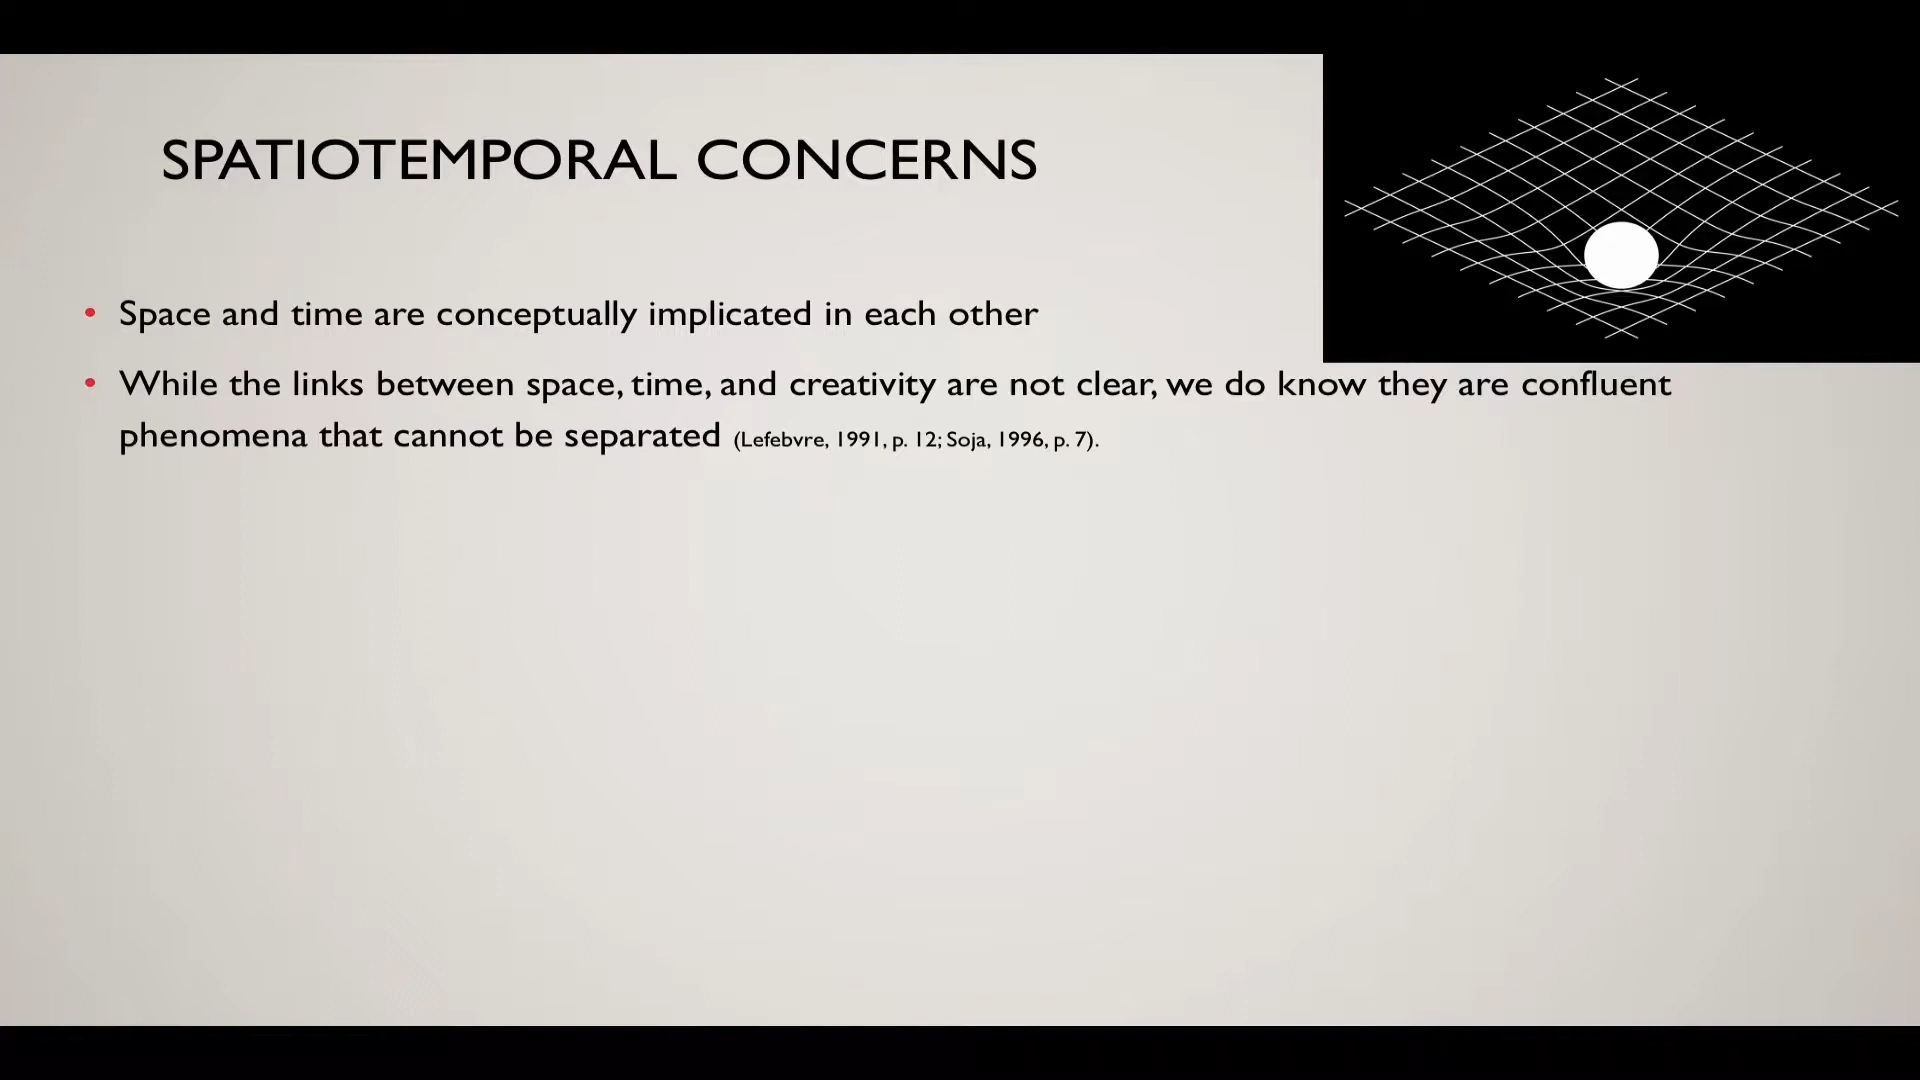 SPATIOTEMPORAL CONCERNS
• Space and time are conceptually implicated in each other
• While the links between space, time, and creativity are not clear, we do know they are confluent
phenomena that cannot be separated (Lefebvre, 1991, p. 12; Soja, 1996, p. 7).